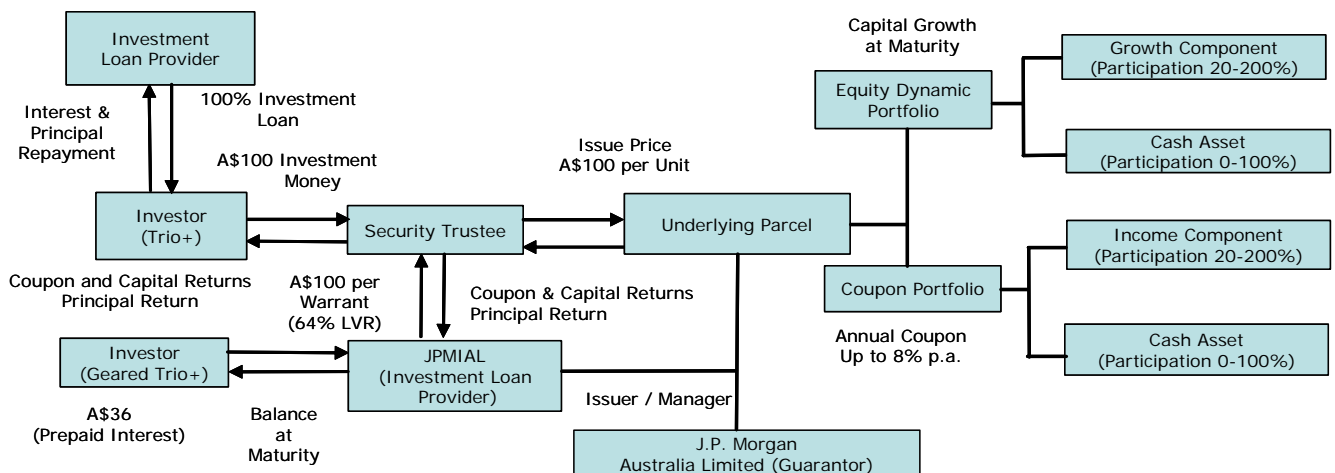 Investment
Loan Provider
Interest &
Principal
Repayment
100% Investment
Loan
A$100 Investment
Money
Investor
(Trio+)
Coupon and Capital Returns
Principal Return
Security Trustee
Issue Price
A$100 per Unit
Underlying Parcel
A$100 per
Warrant
(64% LVR)
Coupon & Capital Returns
Principal Return
Investor
(Geared Trio+)
A$36
(Prepaid Interest)
Balance
at
Maturity
JPMIAL
(Investment Loan
Provider)
Issuer / Manager
J.P. Morgan
Australia Limited (Guarantor)
Capital Growth
at Maturity
Equity Dynamic
Portfolio
Growth Component
(Participation 20-200%)
Cash Asset
(Participation 0-100%)
Coupon Portfolio
Annual Coupon
Up to 8% p.a.
Income Component
(Participation 20-200%)
Cash Asset
(Participation 0-100%)